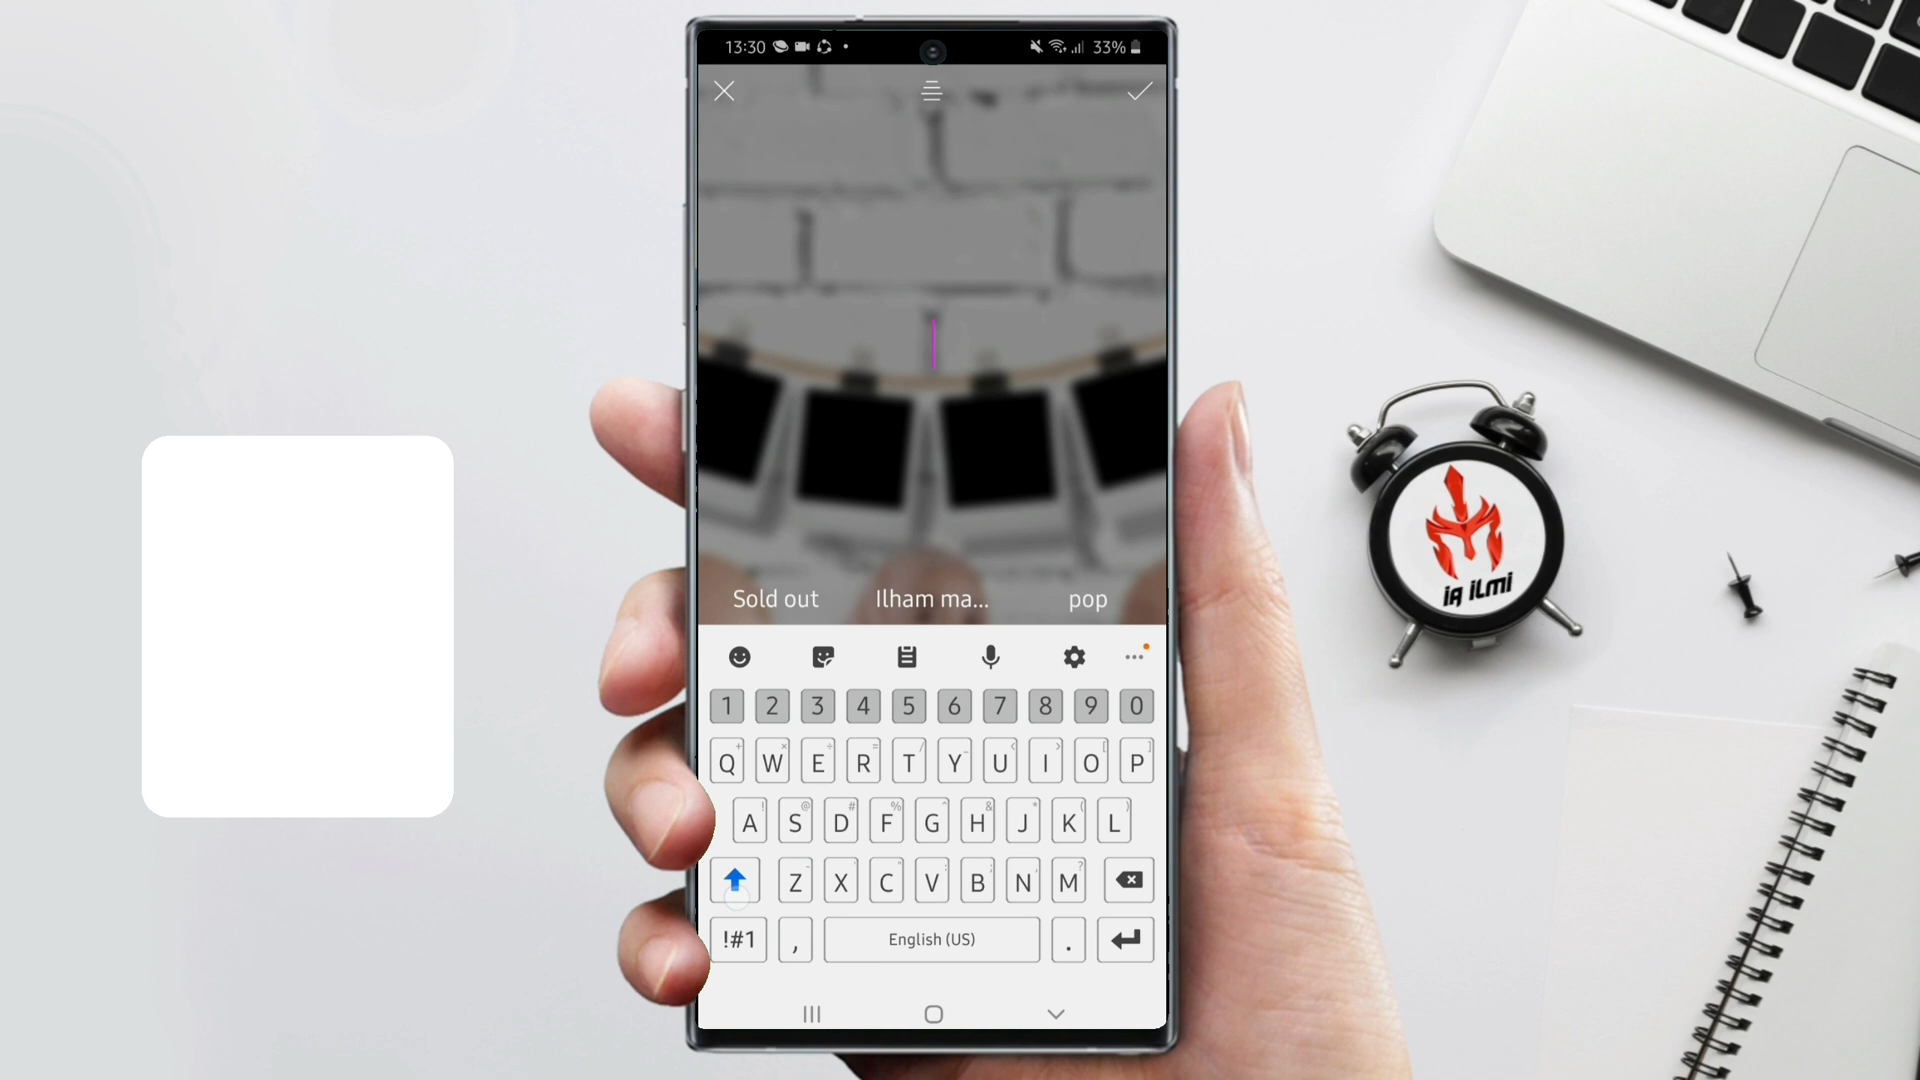 13:30
33%
Sold out Ilham ma... pop
1 2 3 4 5 6 7 8 9 0
Q W E R T Y U I O P
A S D F G H J K L
Z X C V B N M
!#1 , English (US) .
iA iLMi